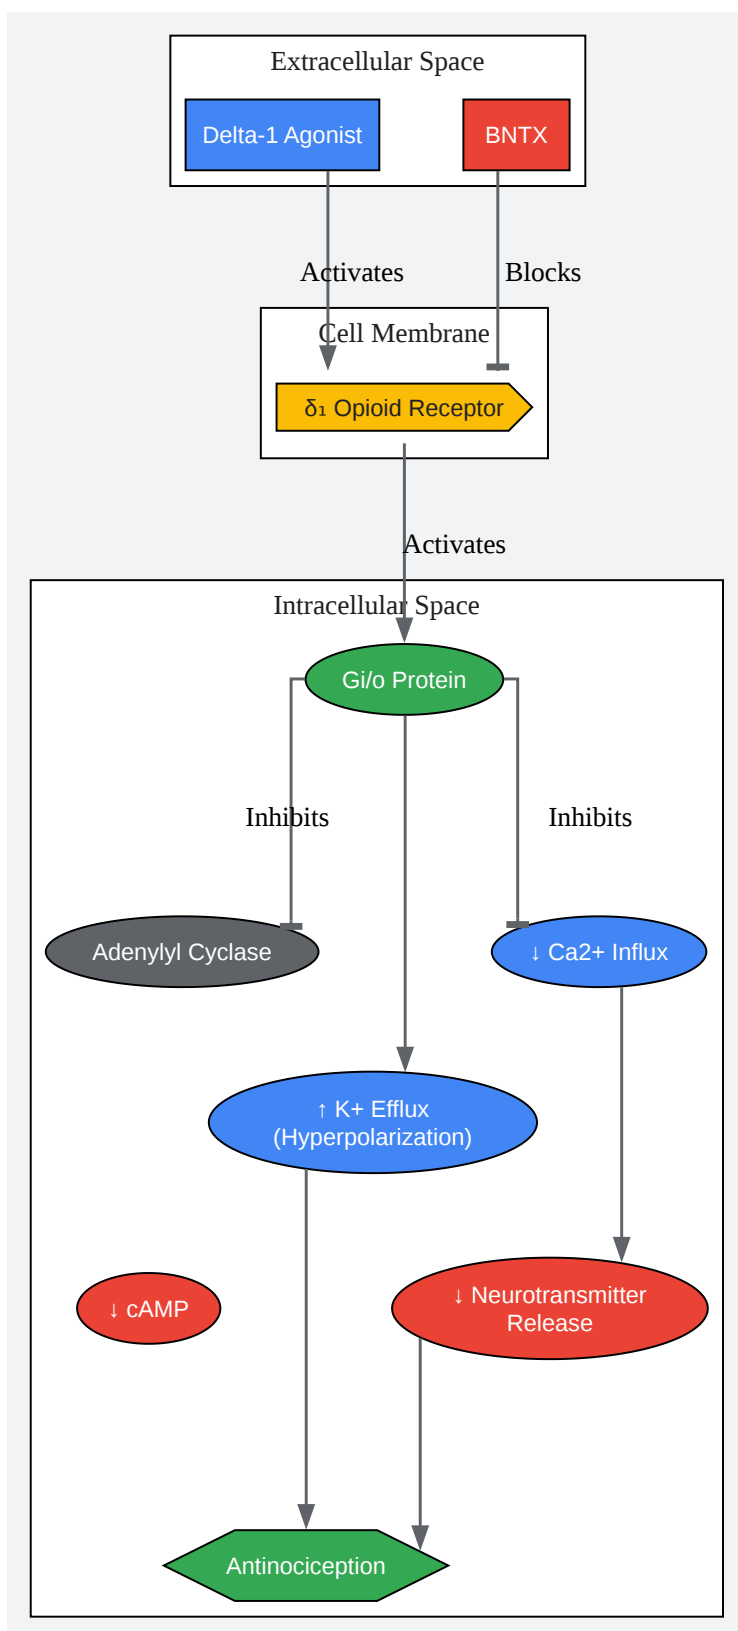 Extracellular Space
Delta-1 Agonist
BNTX
Activates
Blocks
Cell Membrane
δ₁ Opioid Receptor
Activates
Intracellular Space
Gi/o Protein
Inhibits
Inhibits
Adenylyl Cyclase
↓ Ca2+ Influx
↑ K+ Efflux
(Hyperpolarization)
↓ cAMP
↓ Neurotransmitter
Release
Antinociception